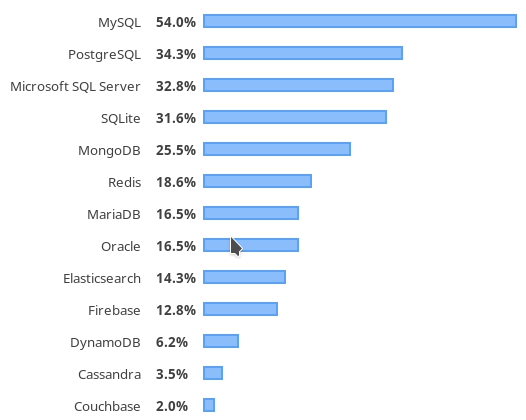 MySQL 54.0%
PostgreSQL 34.3%
Microsoft SQL Server 32.8%
SQLite 31.6%
MongoDB 25.5%
Redis 18.6%
MariaDB 16.5%
Oracle 16.5%
Elasticsearch 14.3%
Firebase 12.8%
DynamoDB 6.2%
Cassandra 3.5%
Couchbase 2.0%